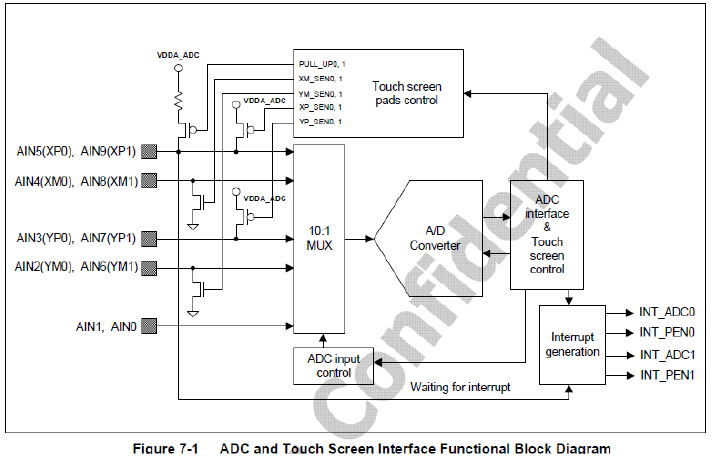 VDDA_ADC
PULL_UP0, 1
XM_SEN0, 1
YM_SEN0, 1
XP_SEN0, 1
YP_SEN0, 1
Touch screen
pads control
VDDA_ADC
AIN5(XP0), AIN9(XP1)
AIN4(XM0), AIN8(XM1)
VDDA_ADC
AIN3(YP0), AIN7(YP1)
AIN2(YM0), AIN6(YM1)
AIN1, AIN0
10:1
MUX
A/D
Converter
ADC
interface
&
Touch
screen
control
ADC input
control
Interrupt
generation
INT_ADC0
INT_PEN0
INT_ADC1
INT_PEN1
Waiting for interrupt
Confidential
Figure 7-1 ADC and Touch Screen Interface Functional Block Diagram